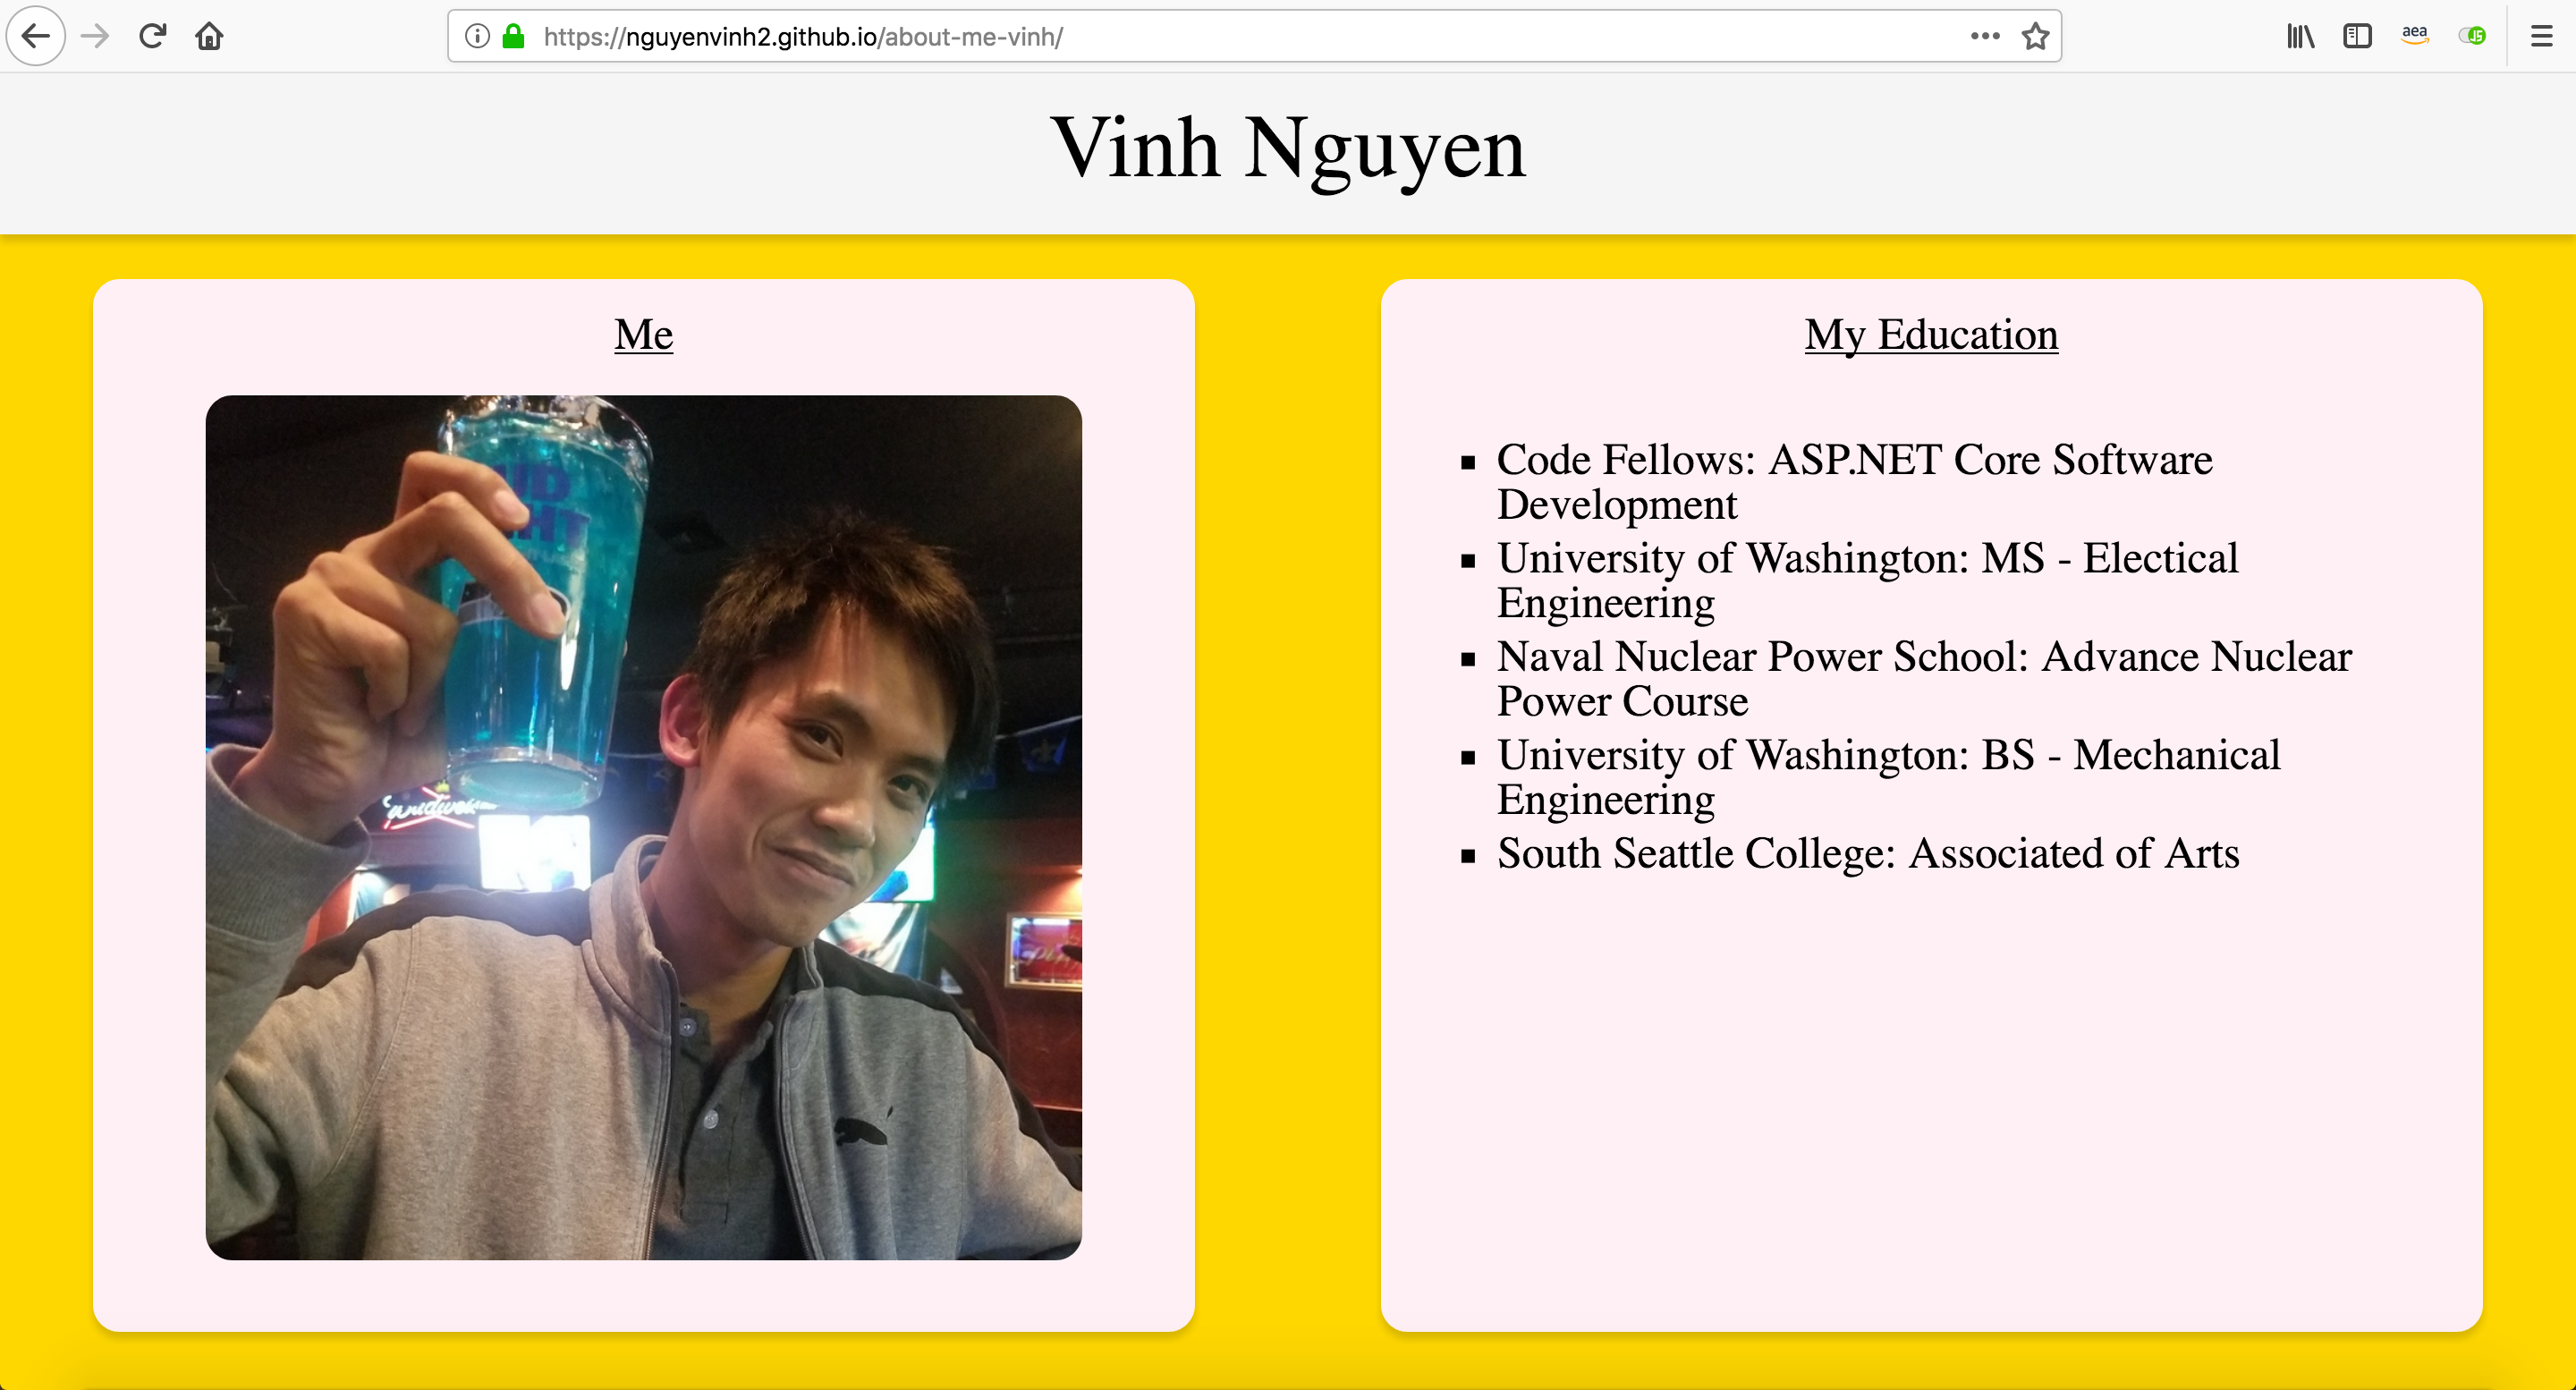 https://nguyenvinh2.github.io/about-me-vinh/
aea
JS
Vinh Nguyen
Me
My Education
Code Fellows: ASP.NET Core Software
Development
University of Washington: MS - Electical
Engineering
Naval Nuclear Power School: Advance Nuclear
Power Course
University of Washington: BS - Mechanical
Engineering
South Seattle College: Associated of Arts